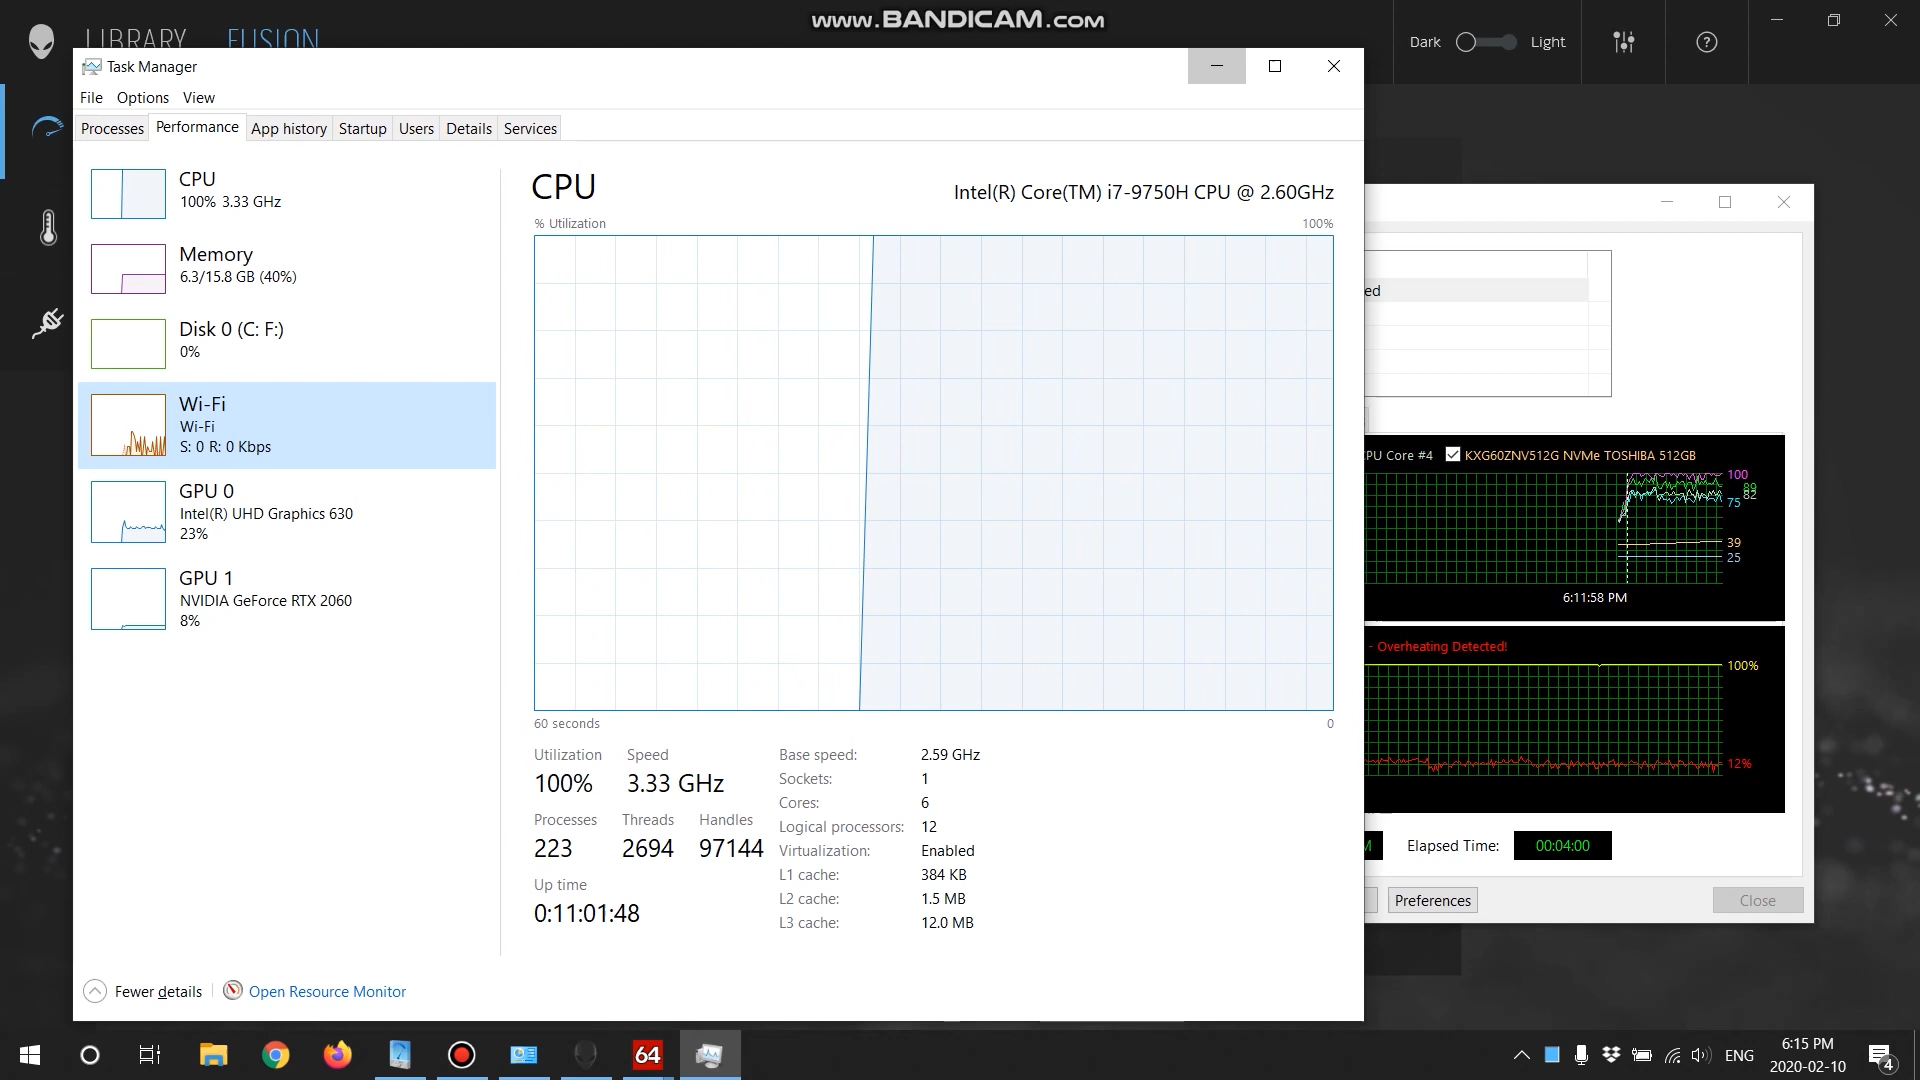 www.BANDICAM.com
LIBRARY
FUSION
Dark
Light
Task Manager
File
Options
View
Processes
Performance
App history
Startup
Users
Details
Services
CPU
100% 3.33 GHz
Memory
6.3/15.8 GB (40%)
Disk 0 (C: F:)
0%
Wi-Fi
Wi-Fi
S: 0 R: 0 Kbps
GPU 0
Intel(R) UHD Graphics 630
23%
GPU 1
NVIDIA GeForce RTX 2060
8%
CPU
Intel(R) Core(TM) i7-9750H CPU @ 2.60GHz
% Utilization
100%
60 seconds
0
Utilization
100%
Speed
3.33 GHz
Processes
223
Threads
2694
Handles
97144
Up time
0:11:01:48
Base speed: 2.59 GHz
Sockets: 1
Cores: 6
Logical processors: 12
Virtualization: Enabled
L1 cache: 384 KB
L2 cache: 1.5 MB
L3 cache: 12.0 MB
Fewer details
Open Resource Monitor
ed
PU Core #4
KXG60ZNV512G NVMe TOSHIBA 512GB
100
89
82
75
39
25
6:11:58 PM
- Overheating Detected!
100%
12%
M
Elapsed Time:
00:04:00
Preferences
Close
64
ENG
6:15 PM
2020-02-10
4